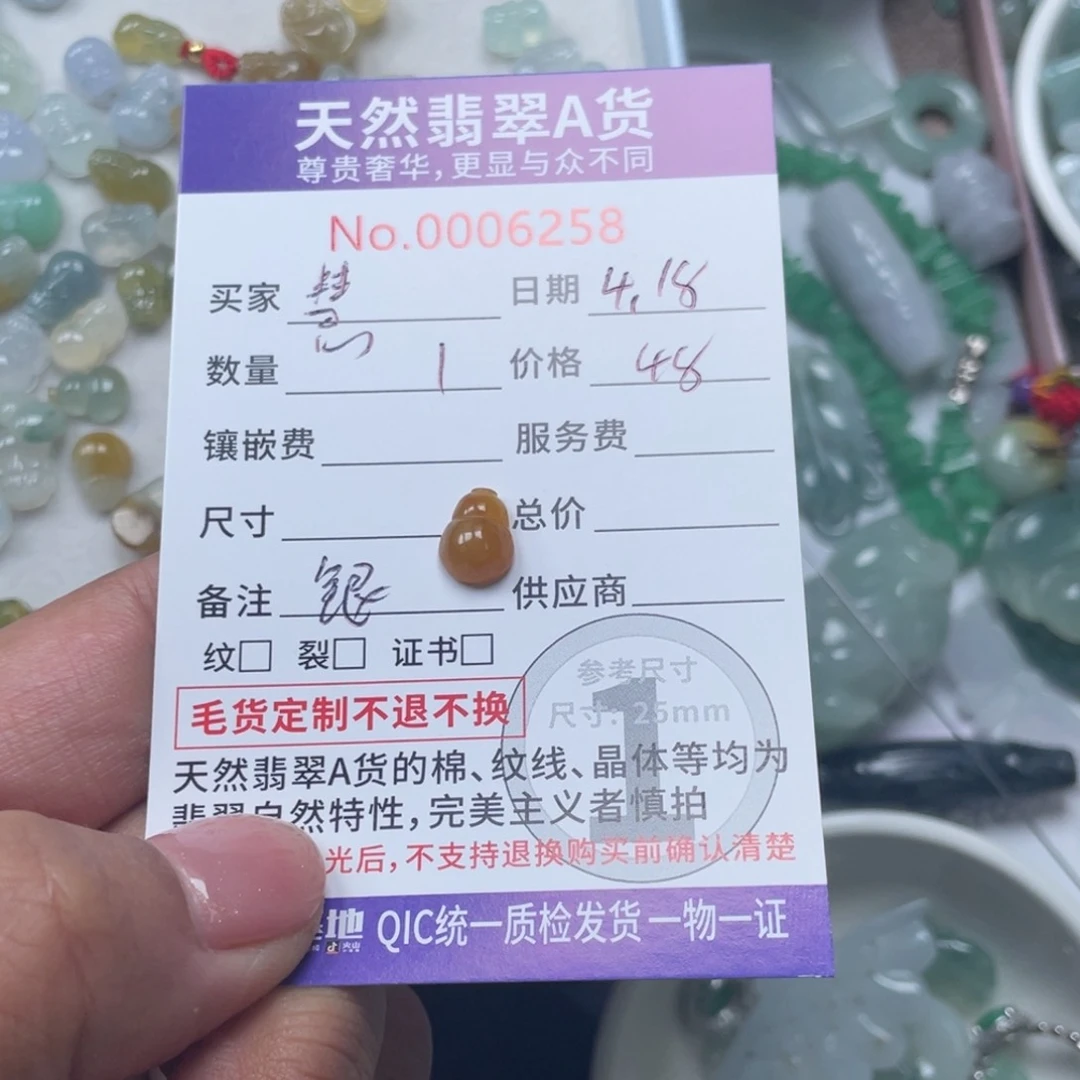 天然翡翠A货
尊贵奢华,更显与众不同
No.0006258
买家 慧 日期 4.18
数量 1 价格 48
镶嵌费 服务费
尺寸 总价
备注 银 供应商
纹□ 裂□ 证书□
参考尺寸
尺寸: 25mm
1
毛货定制不退不换
天然翡翠A货的棉、纹线、晶体等均为
翡翠自然特性,完美主义者慎拍
光后,不支持退换购买前确认清楚
地 QIC统一质检发货 一物一证